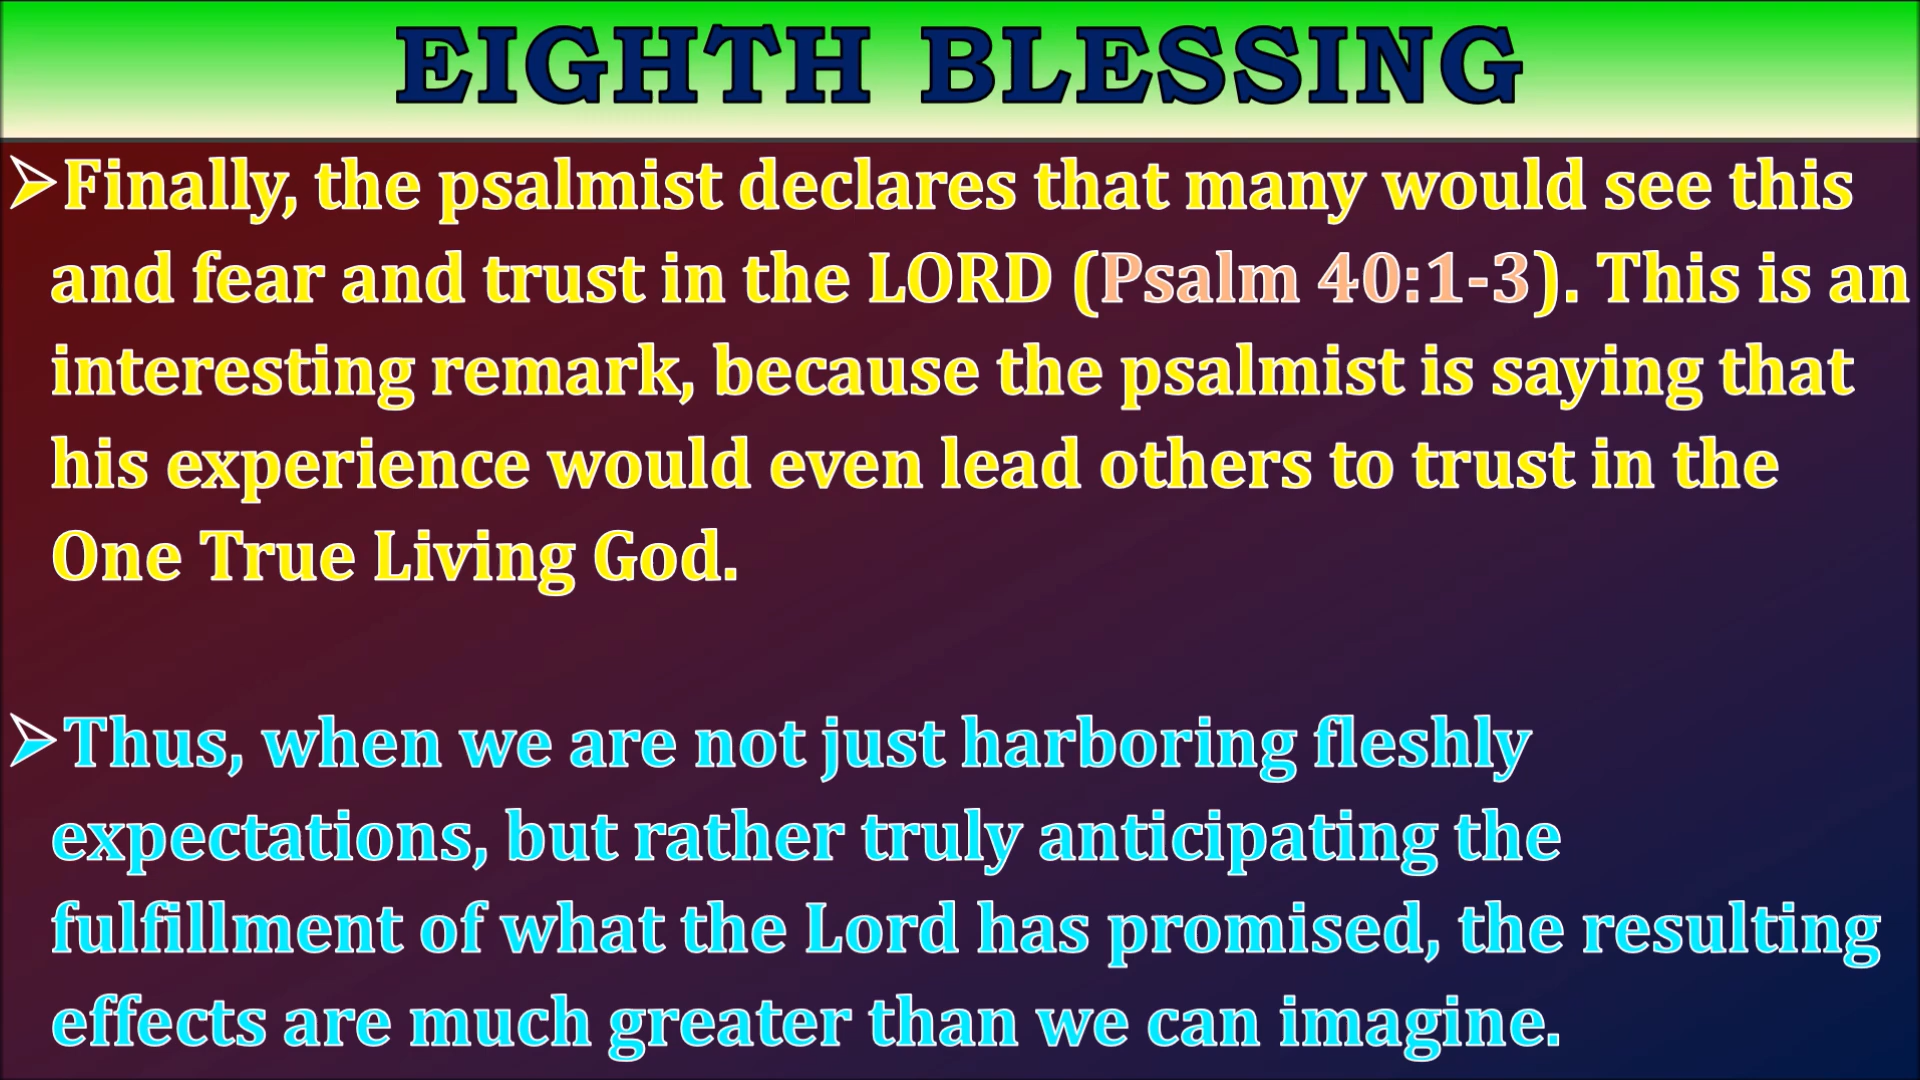 EIGHTH BLESSING
➢Finally, the psalmist declares that many would see this
and fear and trust in the LORD (Psalm 40:1-3). This is an
interesting remark, because the psalmist is saying that
his experience would even lead others to trust in the
One True Living God.
➢Thus, when we are not just harboring fleshly
expectations, but rather truly anticipating the
fulfillment of what the Lord has promised, the resulting
effects are much greater than we can imagine.